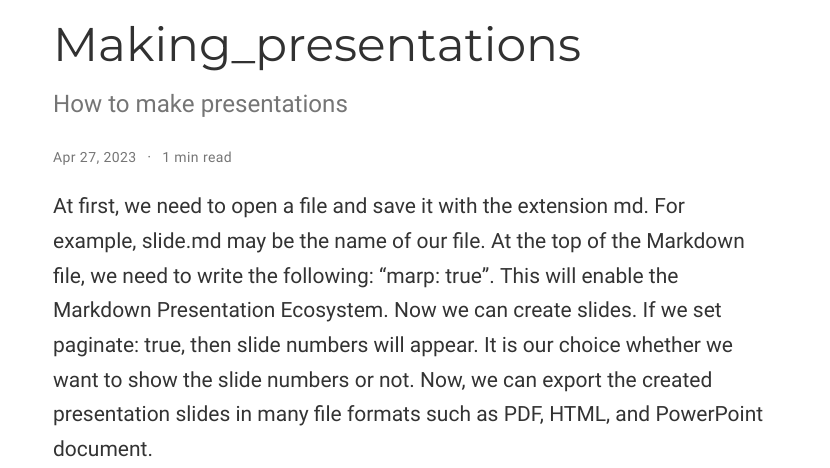 Making_presentations
How to make presentations
Apr 27, 2023 · 1 min read
At first, we need to open a file and save it with the extension md. For
example, slide.md may be the name of our file. At the top of the Markdown
file, we need to write the following: “marp: true”. This will enable the
Markdown Presentation Ecosystem. Now we can create slides. If we set
paginate: true, then slide numbers will appear. It is our choice whether we
want to show the slide numbers or not. Now, we can export the created
presentation slides in many file formats such as PDF, HTML, and PowerPoint
document.